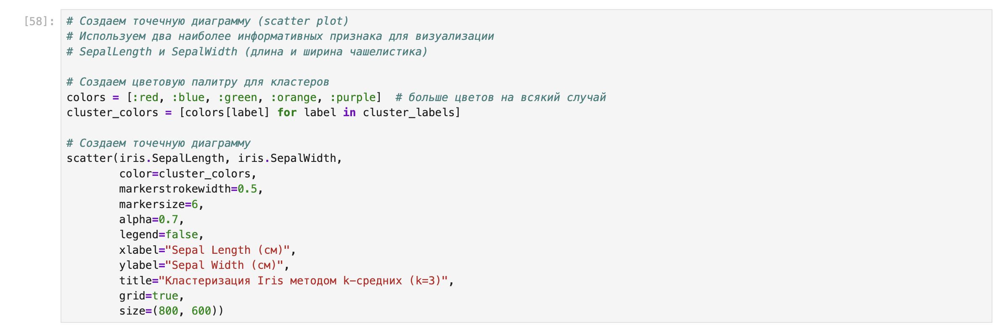 [58]:
# Создаем точечную диаграмму (scatter plot)
# Используем два наиболее информативных признака для визуализации
# SepalLength и SepalWidth (длина и ширина чашелистика)
# Создаем цветовую палитру для кластеров
colors = [:red, :blue, :green, :orange, :purple]  # больше цветов на всякий случай
cluster_colors = [colors[label] for label in cluster_labels]
# Создаем точечную диаграмму
scatter(iris.SepalLength, iris.SepalWidth,
        color=cluster_colors,
        markerstrokewidth=0.5,
        markersize=6,
        alpha=0.7,
        legend=false,
        xlabel="Sepal Length (см)",
        ylabel="Sepal Width (см)",
        title="Кластеризация Iris методом k-средних (k=3)",
        grid=true,
        size=(800, 600))